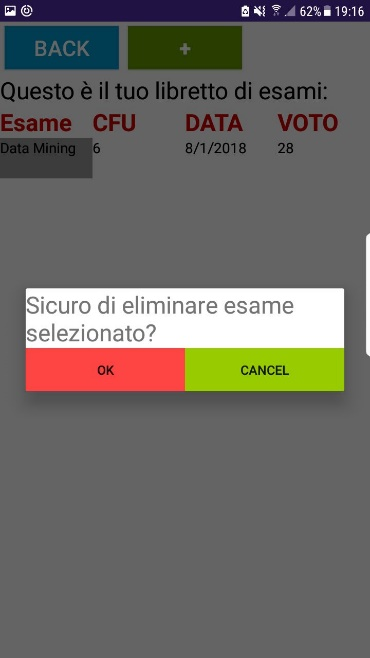 62% 19:16
BACK +
Questo è il tuo libretto di esami:
Esame CFU DATA VOTO
Data Mining 6 8/1/2018 28
Sicuro di eliminare esame
selezionato?
OK CANCEL